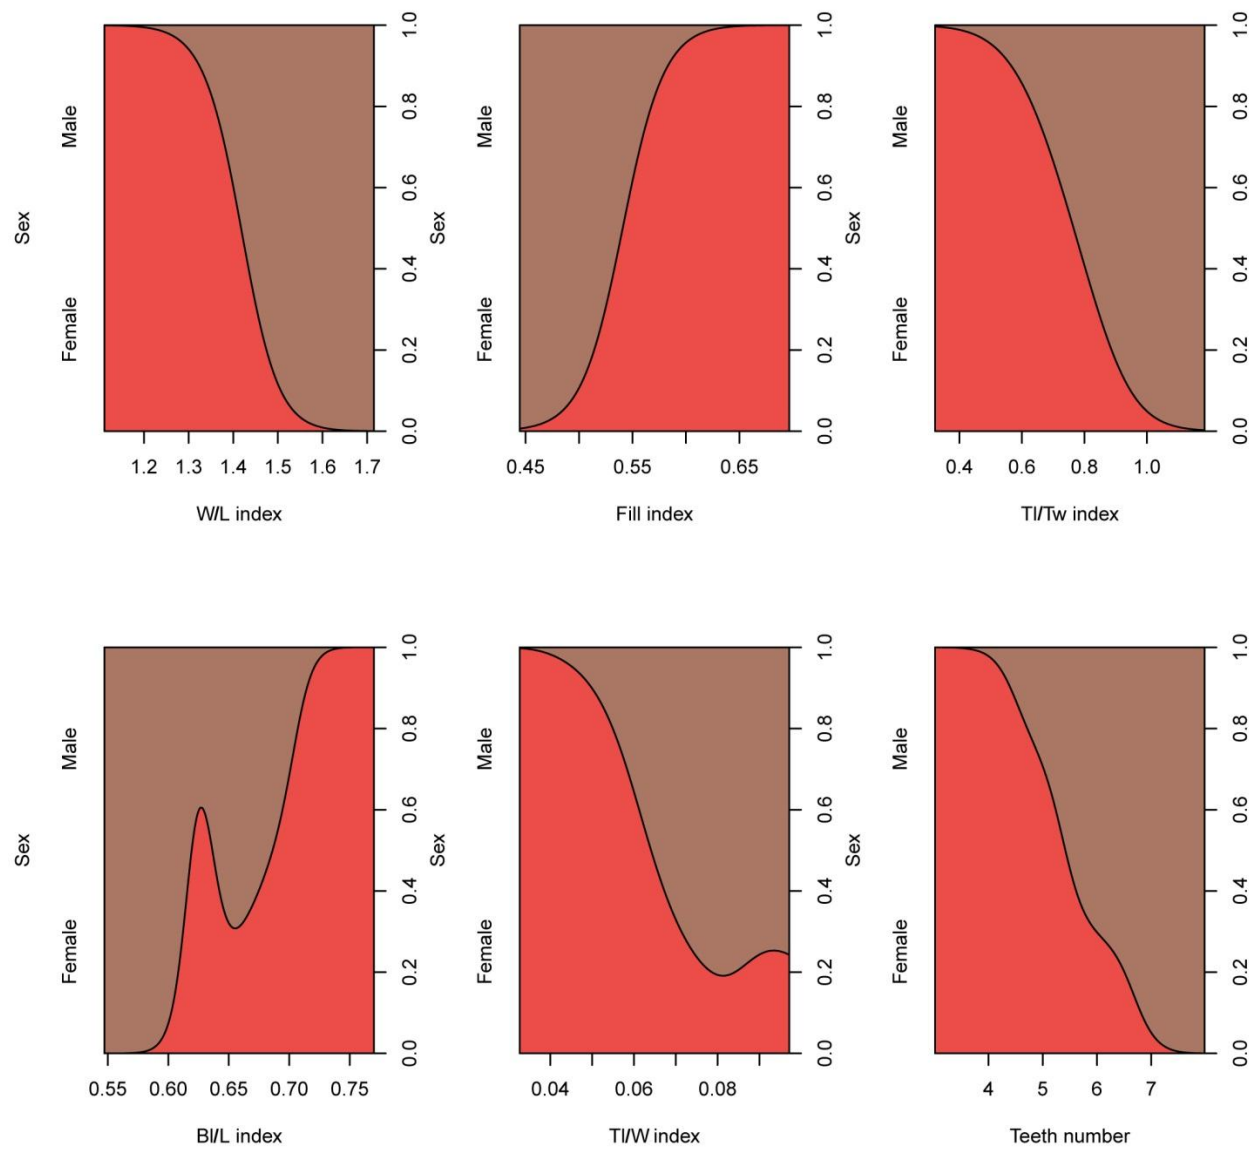 Sex
Female
Male
0.0 0.2 0.4 0.6 0.8 1.0
1.2 1.3 1.4 1.5 1.6 1.7
W/L index
Sex
Female
Male
0.0 0.2 0.4 0.6 0.8 1.0
0.45 0.55 0.65
Fill index
Sex
Female
Male
0.0 0.2 0.4 0.6 0.8 1.0
0.4 0.6 0.8 1.0
Tl/Tw index
Sex
Female
Male
0.0 0.2 0.4 0.6 0.8 1.0
0.55 0.60 0.65 0.70 0.75
Bl/L index
Sex
Female
Male
0.0 0.2 0.4 0.6 0.8 1.0
0.04 0.06 0.08
Tl/W index
Sex
Female
Male
0.0 0.2 0.4 0.6 0.8 1.0
4 5 6 7
Teeth number